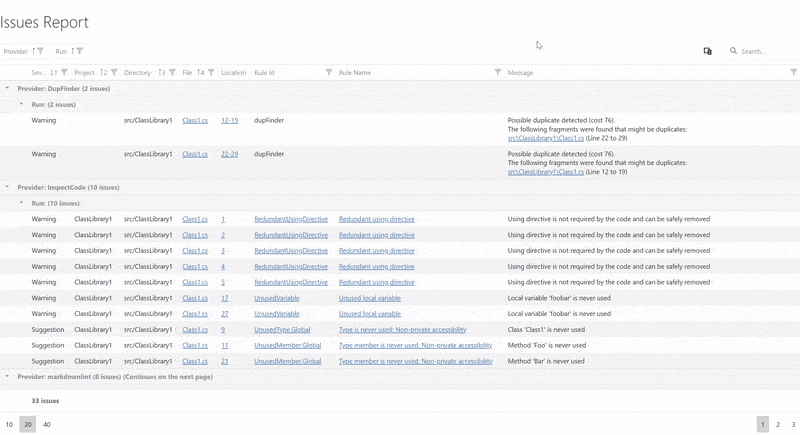 Issues Report
Provider Run Search...
Sev... 1 Project 2 Directory 3 File 4 Location Rule Id Rule Name Message
Provider: DupFinder (2 issues)
Run: (2 issues)
Warning src/ClassLibrary1 Class1.cs 12-19 dupFinder Possible duplicate detected (cost 76).
The following fragments were found that might be duplicates:
src\ClassLibrary1\Class1.cs (Line 22 to 29)
Warning src/ClassLibrary1 Class1.cs 22-29 dupFinder Possible duplicate detected (cost 76).
The following fragments were found that might be duplicates:
src\ClassLibrary1\Class1.cs (Line 12 to 19)
Provider: InspectCode (10 issues)
Run: (10 issues)
Warning ClassLibrary1 src/ClassLibrary1 Class1.cs 1 RedundantUsingDirective Redundant using directive Using directive is not required by the code and can be safely removed
Warning ClassLibrary1 src/ClassLibrary1 Class1.cs 2 RedundantUsingDirective Redundant using directive Using directive is not required by the code and can be safely removed
Warning ClassLibrary1 src/ClassLibrary1 Class1.cs 3 RedundantUsingDirective Redundant using directive Using directive is not required by the code and can be safely removed
Warning ClassLibrary1 src/ClassLibrary1 Class1.cs 4 RedundantUsingDirective Redundant using directive Using directive is not required by the code and can be safely removed
Warning ClassLibrary1 src/ClassLibrary1 Class1.cs 5 RedundantUsingDirective Redundant using directive Using directive is not required by the code and can be safely removed
Warning ClassLibrary1 src/ClassLibrary1 Class1.cs 17 UnusedVariable Unused local variable Local variable 'foobar' is never used
Warning ClassLibrary1 src/ClassLibrary1 Class1.cs 27 UnusedVariable Unused local variable Local variable 'foobar' is never used
Suggestion ClassLibrary1 src/ClassLibrary1 Class1.cs 9 UnusedType.Global Type is never used: Non-private accessibility Class 'Class1' is never used
Suggestion ClassLibrary1 src/ClassLibrary1 Class1.cs 11 UnusedMember.Global Type member is never used: Non-private accessibility Method 'Foo' is never used
Suggestion ClassLibrary1 src/ClassLibrary1 Class1.cs 21 UnusedMember.Global Type member is never used: Non-private accessibility Method 'Bar' is never used
Provider: markdownlint (8 issues) (Continues on the next page)
33 issues
10 20 40 1 2 3